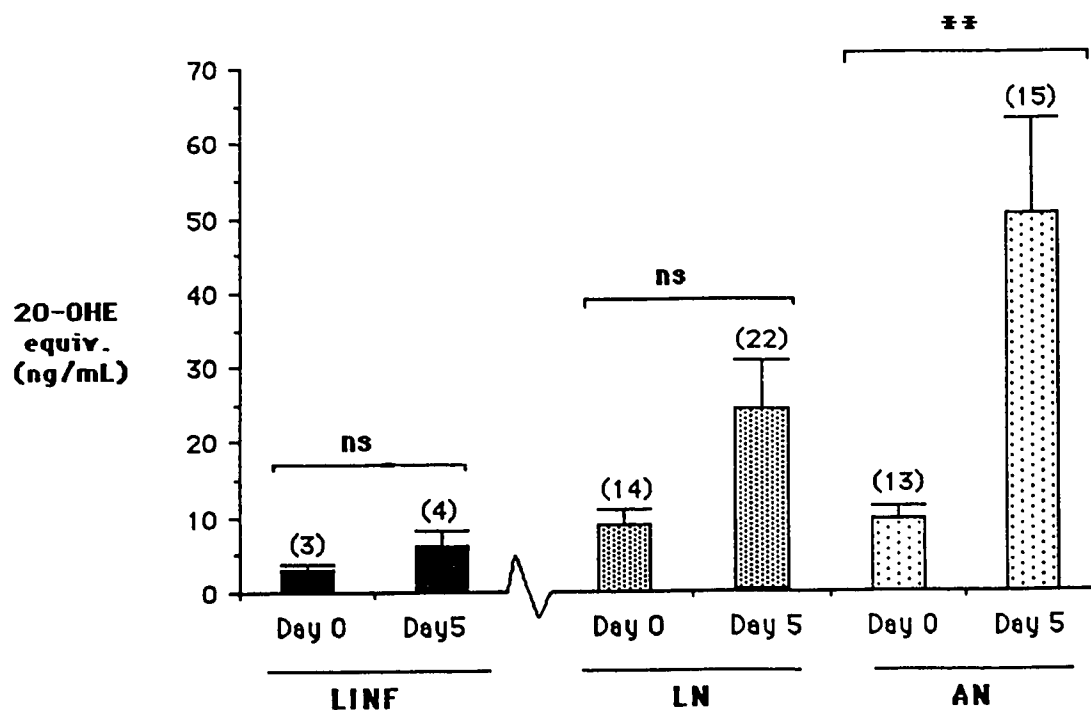 **
70
(15)
60
50
ns
40
20-OHE
equiv.
(ng/mL)
(22)
30
20
ns
(14)
(13)
10
(4)
(3)
0
Day 0 Day5 Day 0 Day 5 Day 0 Day 5
LINF LN AN